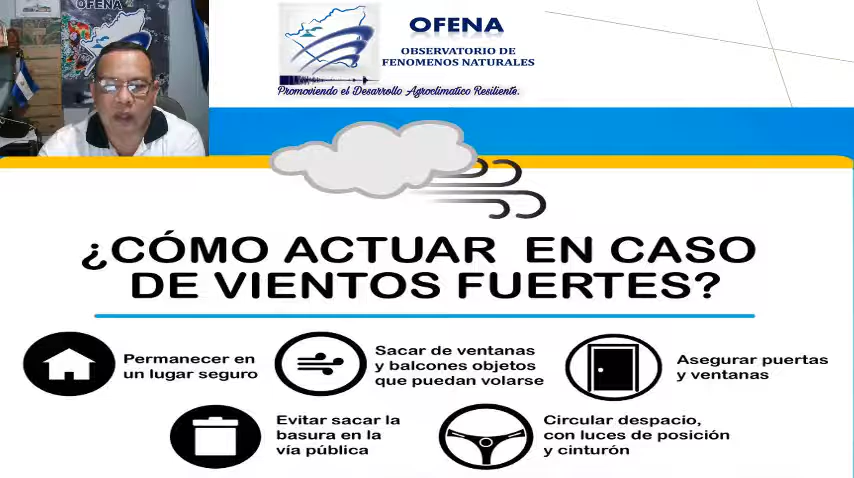 OFENA
OFENA
OBSERVATORIO DE
FENOMENOS NATURALES
Promoviendo el Desarrollo Agroclimatico Resiliente.
¿CÓMO ACTUAR EN CASO
DE VIENTOS FUERTES?
Permanecer en
un lugar seguro
Sacar de ventanas
y balcones objetos
que puedan volarse
Asegurar puertas
y ventanas
Evitar sacar la
basura en la
vía pública
Circular despacio,
con luces de posición
y cinturón